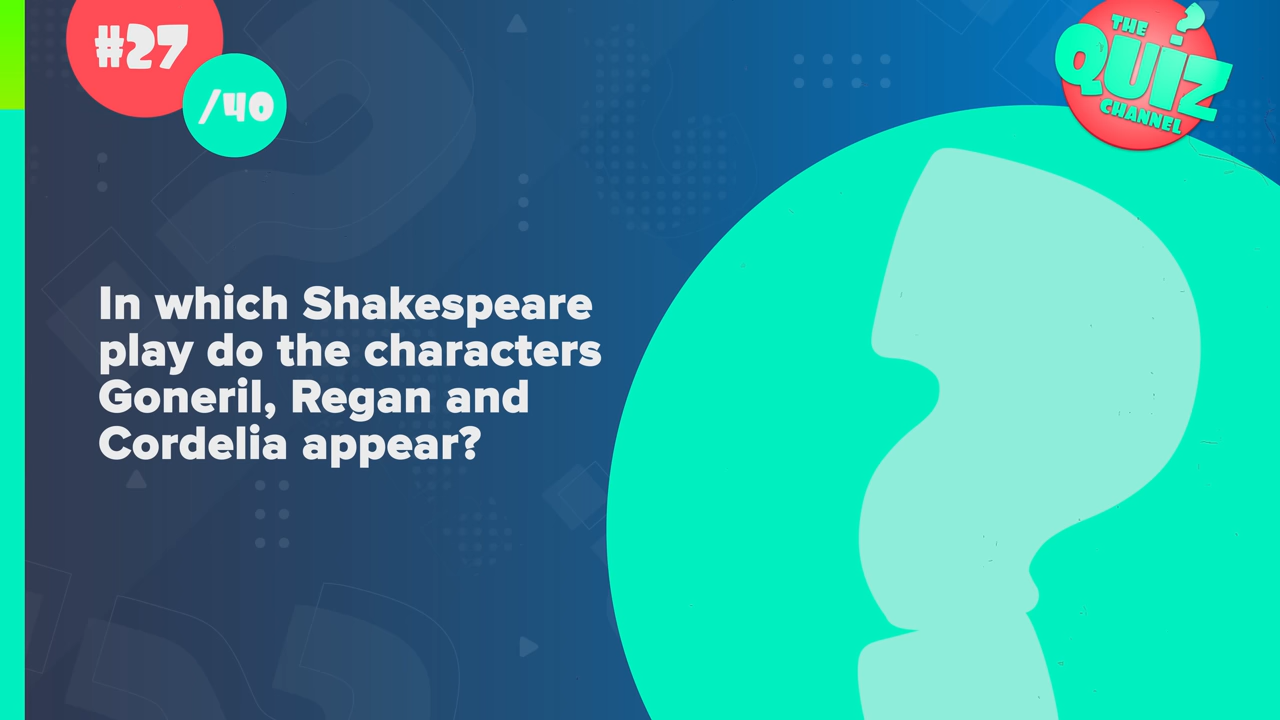 #27
/40
THE
QUIZ
CHANNEL
In which Shakespeare
play do the characters
Goneril, Regan and
Cordelia appear?